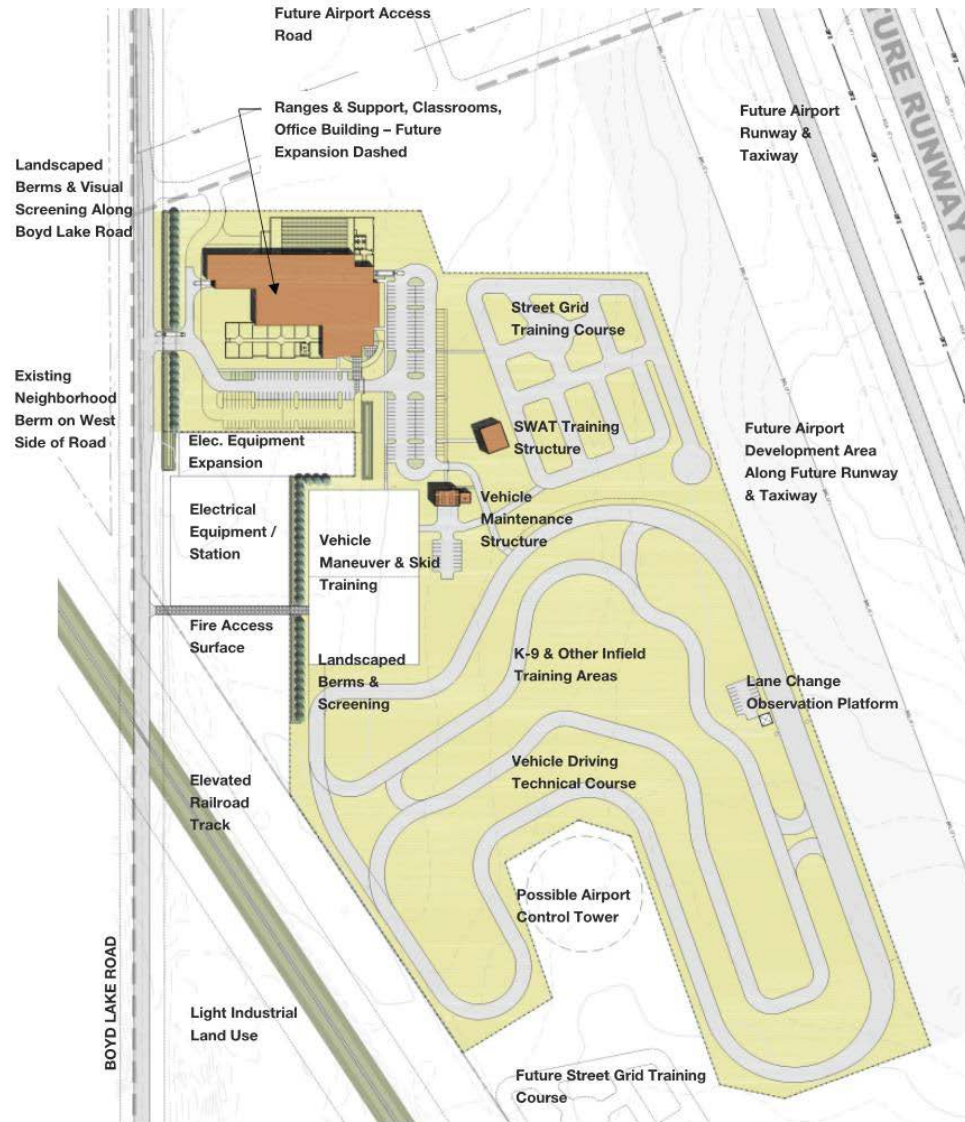 Future Airport Access
Road
TURE RUNWAY
Ranges & Support, Classrooms,
Office Building – Future
Expansion Dashed
Future Airport
Runway &
Taxiway
Landscaped
Berms & Visual
Screening Along
Boyd Lake Road
Street Grid
Training Course
Existing
Neighborhood
Berm on West
Side of Road
SWAT Training
Structure
Future Airport
Development Area
Along Future Runway
& Taxiway
Elec. Equipment
Expansion
Vehicle
Maintenance
Structure
Electrical
Equipment /
Station
Vehicle
Maneuver & Skid
Training
Fire Access
Surface
Landscaped
Berms &
Screening
K-9 & Other Infield
Training Areas
Lane Change
Observation Platform
Vehicle Driving
Technical Course
Elevated
Railroad
Track
Possible Airport
Control Tower
BOYD LAKE ROAD
Light Industrial
Land Use
Future Street Grid Training
Course